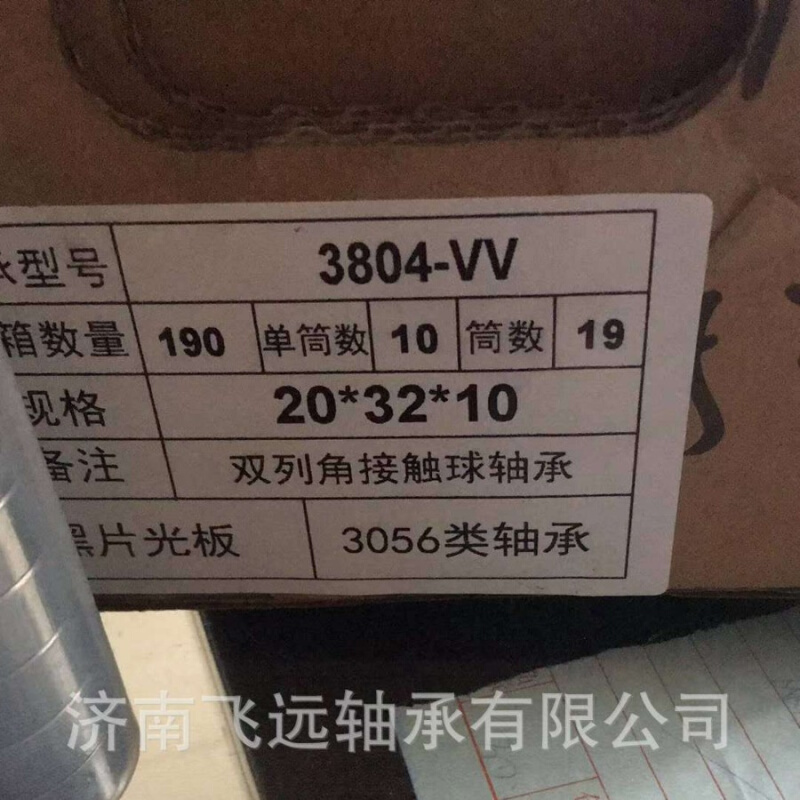 承型号 3804-VV
箱数量 190 单筒数 10 筒数 19
规格 20*32*10
备注 双列角接触球轴承
黑片光板 3056类轴承
济南飞远轴承有限公司